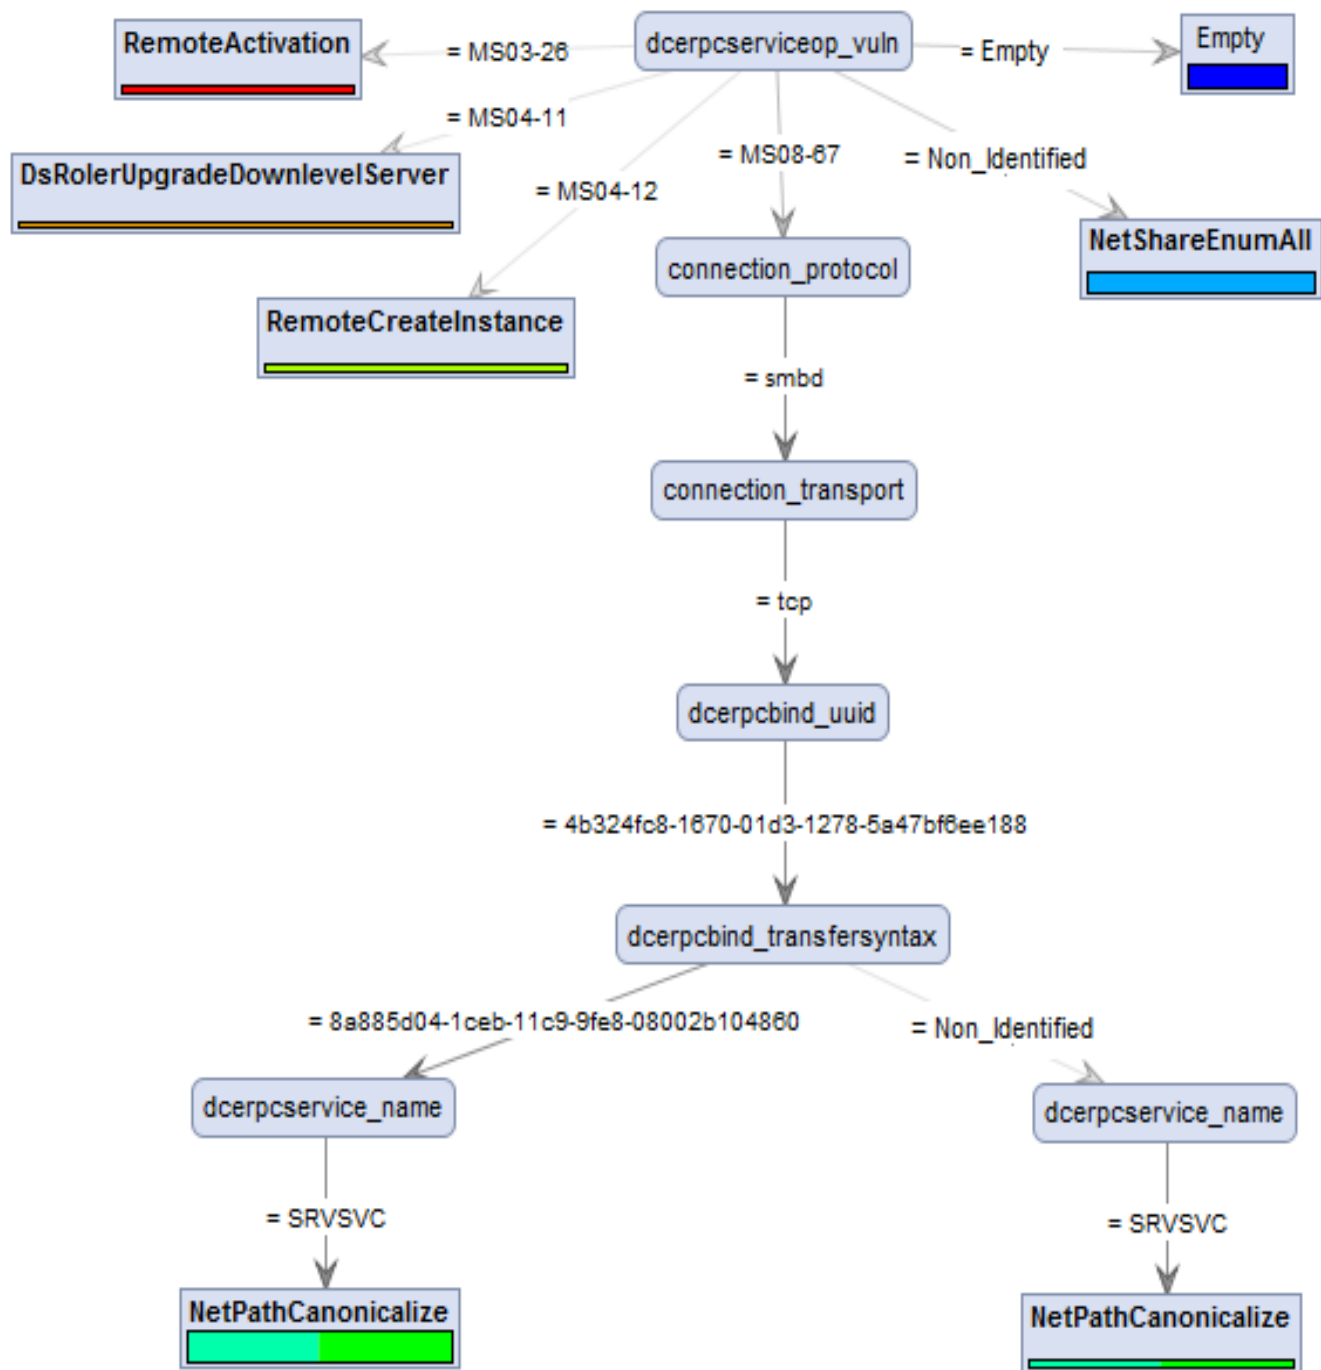 RemoteActivation
= MS03-26
dcerpcserviceop_vuln
= Empty
Empty
= MS04-11
DsRolerUpgradeDownlevelServer
= MS04-12
= MS08-67
= Non_Identified
NetShareEnumAll
connection_protocol
RemoteCreateInstance
= smbd
connection_transport
= tcp
dcerpcbind_uuid
= 4b324fc8-1670-01d3-1278-5a47bf6ee188
dcerpcbind_transfersyntax
= 8a885d04-1ceb-11c9-9fe8-08002b104860
= Non_Identified
dcerpcservice_name
dcerpcservice_name
= SRVSVC
= SRVSVC
NetPathCanonicalize
NetPathCanonicalize